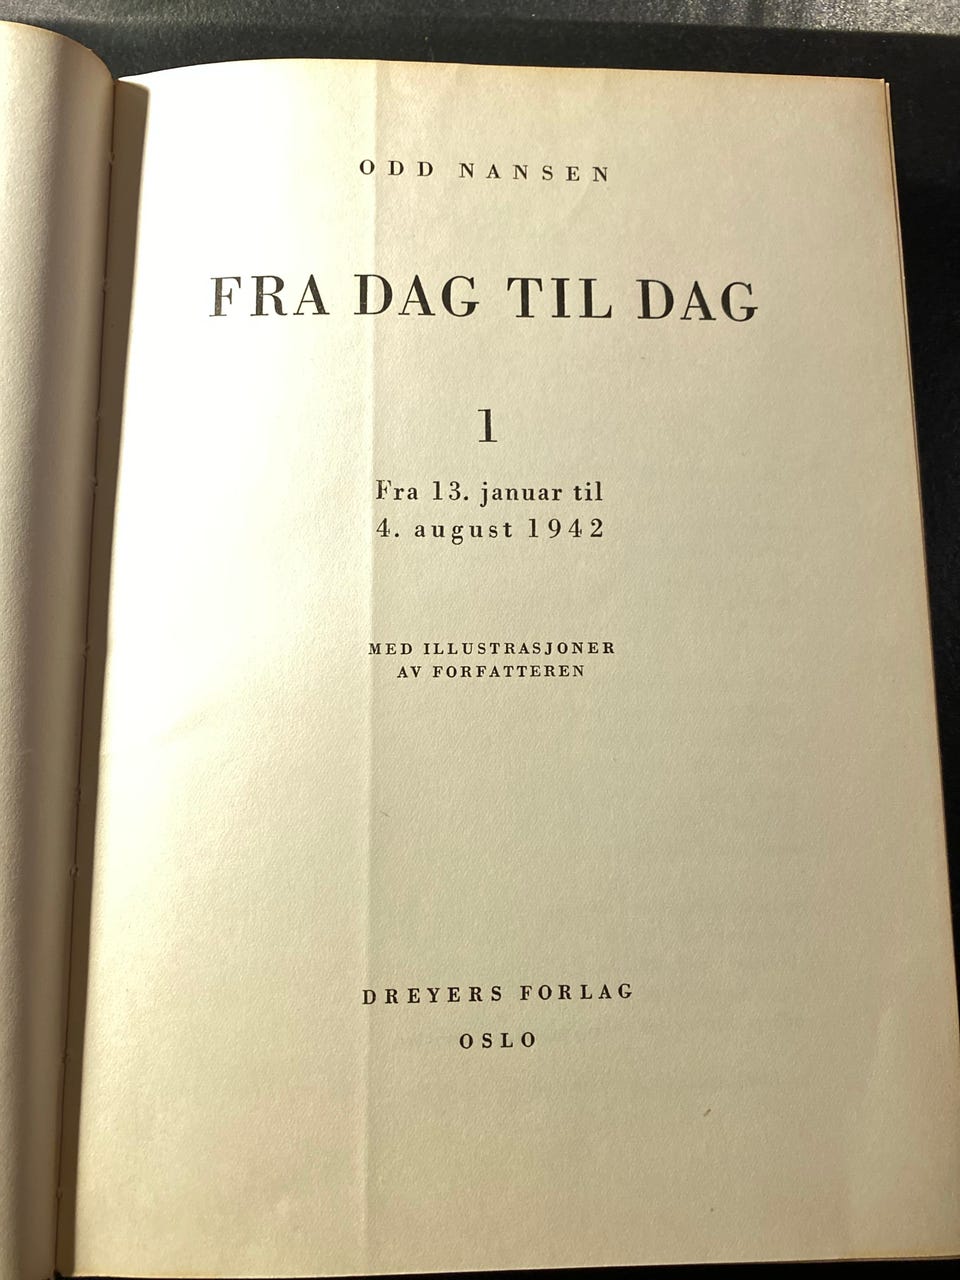 ODD NANSEN
FRA DAG TIL DAG
1
Fra 13. januar til
4. august 1942
MED ILLUSTRASJONER
AV FORFATTEREN
DREYERS FORLAG
OSLO